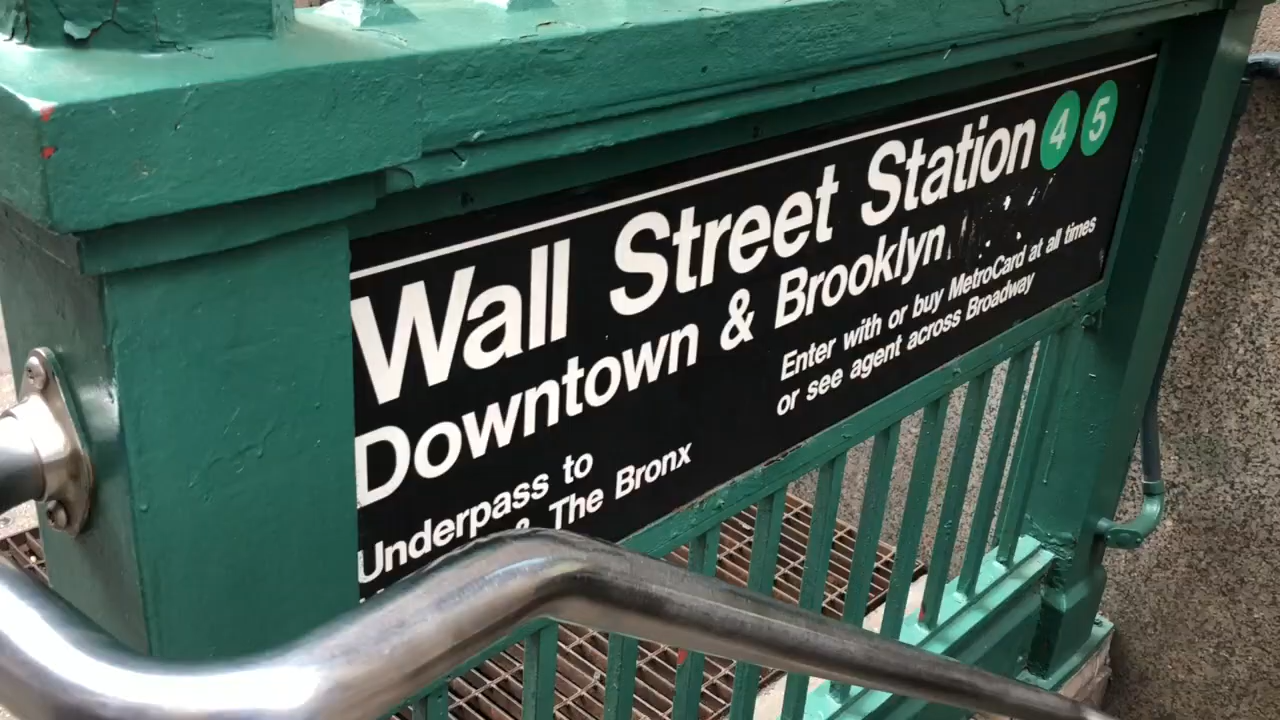 Wall Street Station 4 5
Downtown & Brooklyn
Enter with or buy MetroCard at all times
or see agent across Broadway
Underpass to
& The Bronx